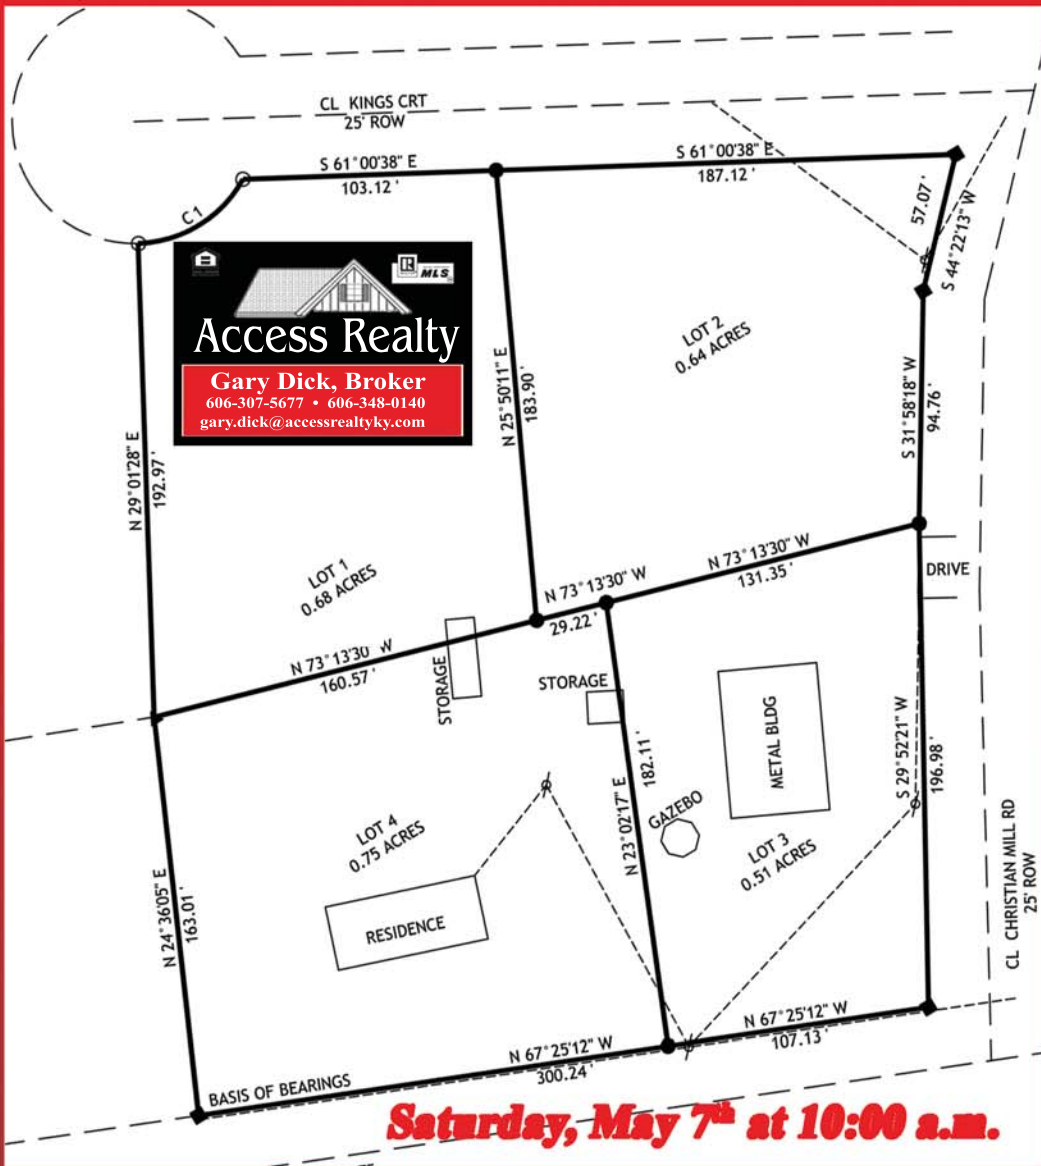 CL KINGS CRT
25' ROW
S 61°00'38" E
103.12 '
S 61°00'38" E
187.12 '
57.07 '
S 44°22'13" W
C1
R
MLS
Access Realty
Gary Dick, Broker
606-307-5677 • 606-348-0140
gary.dick@accessrealtyky.com
LOT 2
0.64 ACRES
N 25°50'11" E
183.90 '
S 31°58'18" W
94.76 '
N 29°01'28" E
192.97 '
LOT 1
0.68 ACRES
N 73°13'30" W
131.35'
DRIVE
N 73°13'30" W
29.22 '
N 73°13'30 W
160.57 '
STORAGE
STORAGE
METAL BLDG
S 29°52'21" W
196.98 '
182.11 '
N 23°02'17" E
GAZEBO
LOT 3
0.51 ACRES
LOT 4
0.75 ACRES
CL CHRISTIAN MILL RD
25' ROW
N 24°36'05" E
163.01 '
RESIDENCE
N 67°25'12" W
107.13 '
N 67°25'12" W
300.24'
BASIS OF BEARINGS
Saturday, May 7th at 10:00 a.m.